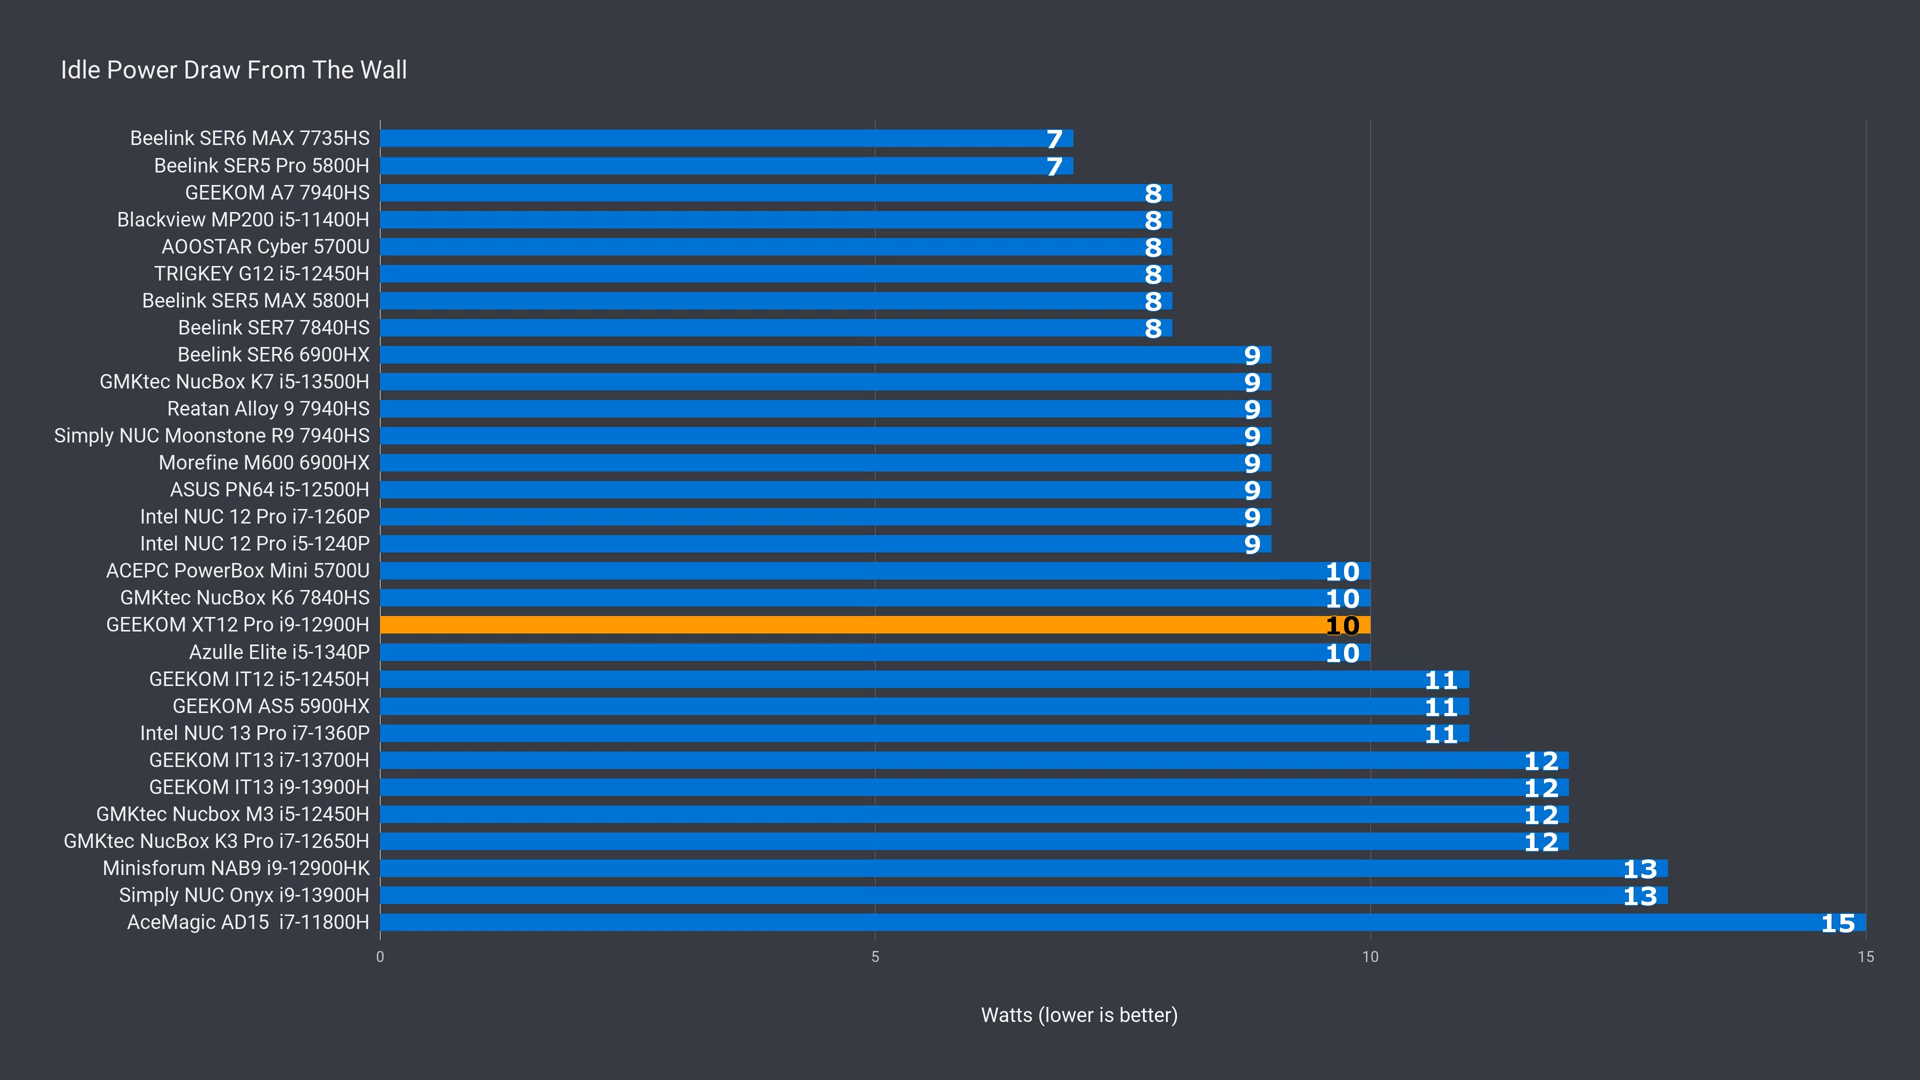 Idle Power Draw From The Wall
Beelink SER6 MAX 7735HS 7
Beelink SER5 Pro 5800H 7
GEEKOM A7 7940HS 8
Blackview MP200 i5-11400H 8
AOOSTAR Cyber 5700U 8
TRIGKEY G12 i5-12450H 8
Beelink SER5 MAX 5800H 8
Beelink SER7 7840HS 8
Beelink SER6 6900HX 9
GMKtec NucBox K7 i5-13500H 9
Reatan Alloy 9 7940HS 9
Simply NUC Moonstone R9 7940HS 9
Morefine M600 6900HX 9
ASUS PN64 i5-12500H 9
Intel NUC 12 Pro i7-1260P 9
Intel NUC 12 Pro i5-1240P 9
ACEPC PowerBox Mini 5700U 10
GMKtec NucBox K6 7840HS 10
GEEKOM XT12 Pro i9-12900H 10
Azulle Elite i5-1340P 10
GEEKOM IT12 i5-12450H 11
GEEKOM AS5 5900HX 11
Intel NUC 13 Pro i7-1360P 11
GEEKOM IT13 i7-13700H 12
GEEKOM IT13 i9-13900H 12
GMKtec Nucbox M3 i5-12450H 12
GMKtec NucBox K3 Pro i7-12650H 12
Minisforum NAB9 i9-12900HK 13
Simply NUC Onyx i9-13900H 13
AceMagic AD15  i7-11800H 15
0 5 10 15
Watts (lower is better)